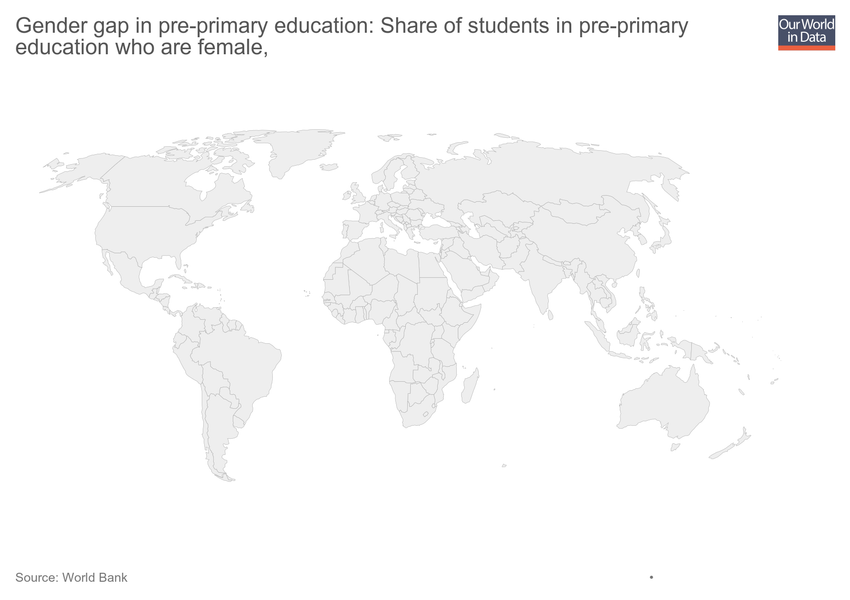 Gender gap in pre-primary education: Share of students in pre-primary
education who are female,
Our World
in Data
Source: World Bank